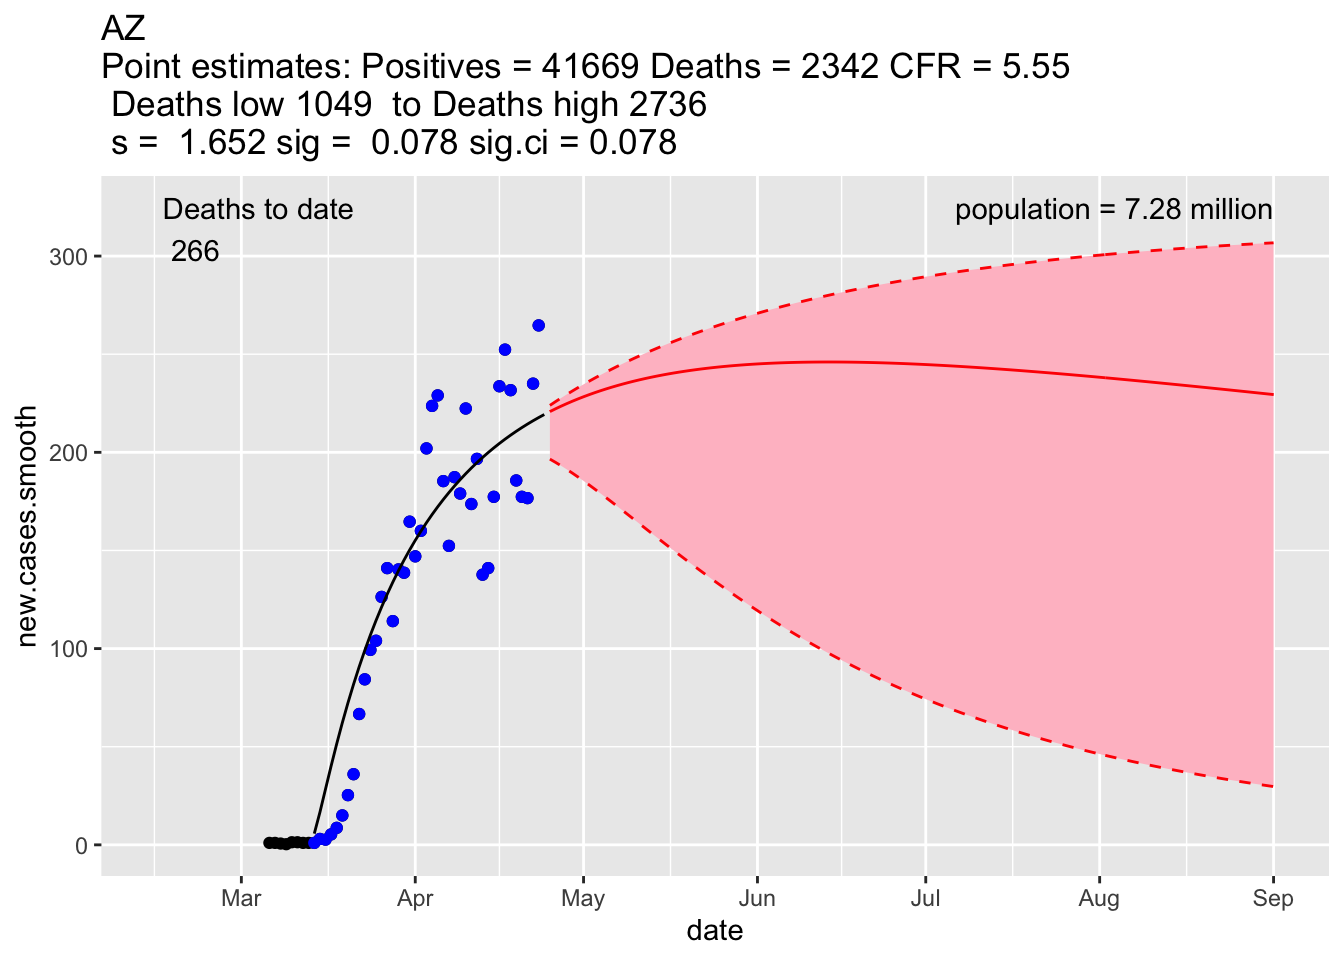 AZ
Point estimates: Positives = 41669 Deaths = 2342 CFR = 5.55
Deaths low 1049 to Deaths high 2736
s = 1.652 sig = 0.078 sig.ci = 0.078
Deaths to date
266
population = 7.28 million
new.cases.smooth
300
200
100
0
Mar Apr May Jun Jul Aug Sep
date